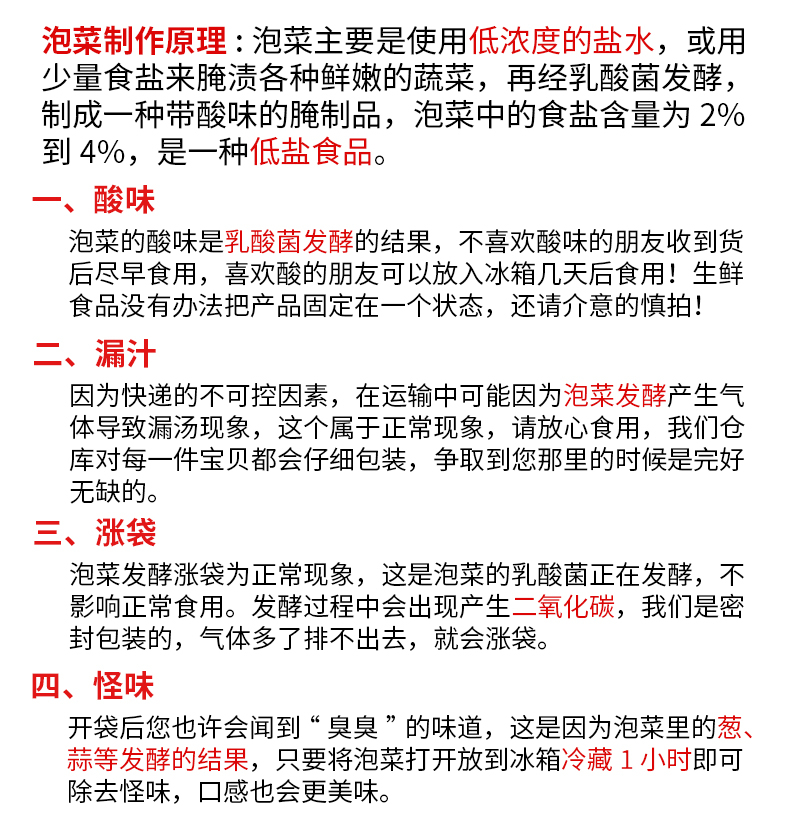 泡菜制作原理：泡菜主要是使用低浓度的盐水，或用
少量食盐来腌渍各种鲜嫩的蔬菜，再经乳酸菌发酵，
制成一种带酸味的腌制品，泡菜中的食盐含量为 2%
到 4%，是一种低盐食品。
一、酸味
泡菜的酸味是乳酸菌发酵的结果，不喜欢酸味的朋友收到货
后尽早食用，喜欢酸的朋友可以放入冰箱几天后食用！生鲜
食品没有办法把产品固定在一个状态，还请介意的慎拍！
二、漏汁
因为快递的不可控因素，在运输中可能因为泡菜发酵产生气
体导致漏汤现象，这个属于正常现象，请放心食用，我们仓
库对每一件宝贝都会仔细包装，争取到您那里的时候是完好
无缺的。
三、涨袋
泡菜发酵涨袋为正常现象，这是泡菜的乳酸菌正在发酵，不
影响正常食用。发酵过程中会出现产生二氧化碳，我们是密
封包装的，气体多了排不出去，就会涨袋。
四、怪味
开袋后您也许会闻到“臭臭”的味道，这是因为泡菜里的葱、
蒜等发酵的结果，只要将泡菜打开放到冰箱冷藏 1 小时即可
除去怪味，口感也会更美味。